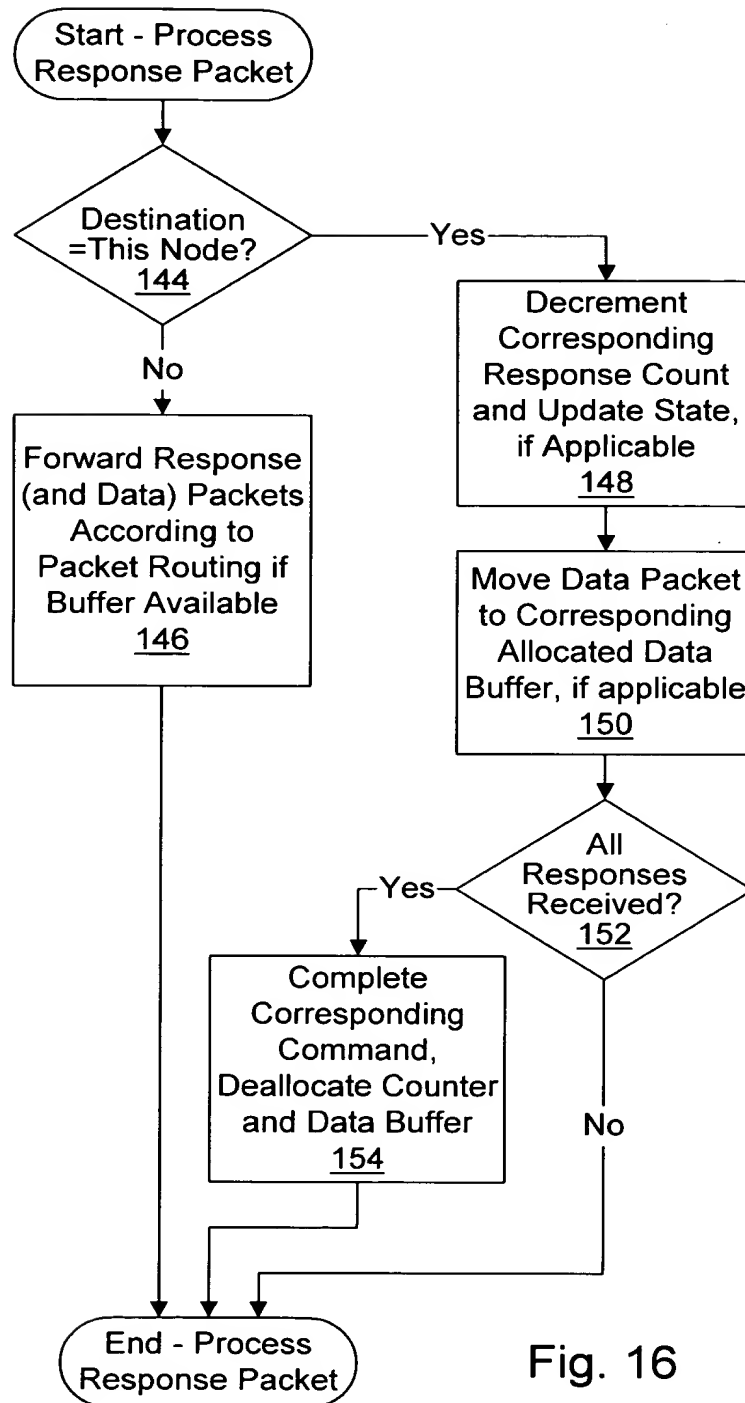 Start - Process
Response Packet
Destination
=This Node?
144
Yes
No
Decrement
Corresponding
Response Count
and Update State,
if Applicable
148
Forward Response
(and Data) Packets
According to
Packet Routing if
Buffer Available
146
Move Data Packet
to Corresponding
Allocated Data
Buffer, if applicable
150
All
Responses
Received?
152
Yes
No
Complete
Corresponding
Command,
Deallocate Counter
and Data Buffer
154
End - Process
Response Packet
Fig. 16